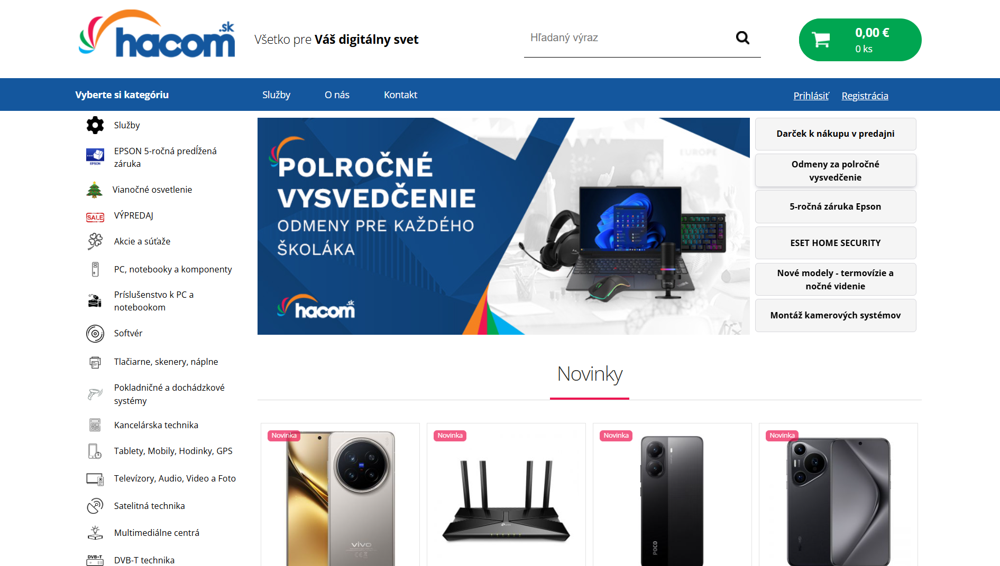 hacom.sk
Všetko pre Váš digitálny svet
Hľadaný výraz
0,00 €
0 ks
Vyberte si kategóriu
Služby
O nás
Kontakt
Prihlásiť
Registrácia
Služby
EPSON
EPSON 5-ročná predĺžená
záruka
Vianočné osvetlenie
SALE
VÝPREDAJ
Akcie a súťaže
PC, notebooky a komponenty
Príslušenstvo k PC a
notebookom
Softvér
Tlačiarne, skenery, náplne
Pokladničné a dochádzkové
systémy
Kancelárska technika
Tablety, Mobily, Hodinky, GPS
Televízory, Audio, Video a Foto
Satelitná technika
Multimediálne centrá
DVB-T
DVB-T technika
POLROČNÉ
VYSVEDČENIE
ODMENY PRE KAŽDÉHO
ŠKOLÁKA
hacom.sk
EUROPE
Darček k nákupu v predajni
Odmeny za polročné
vysvedčenie
5-ročná záruka Epson
ESET HOME SECURITY
Nové modely - termovízie a
nočné videnie
Montáž kamerových systémov
Novinky
Novinka
vivo
Novinka
Novinka
POCO
Novinka